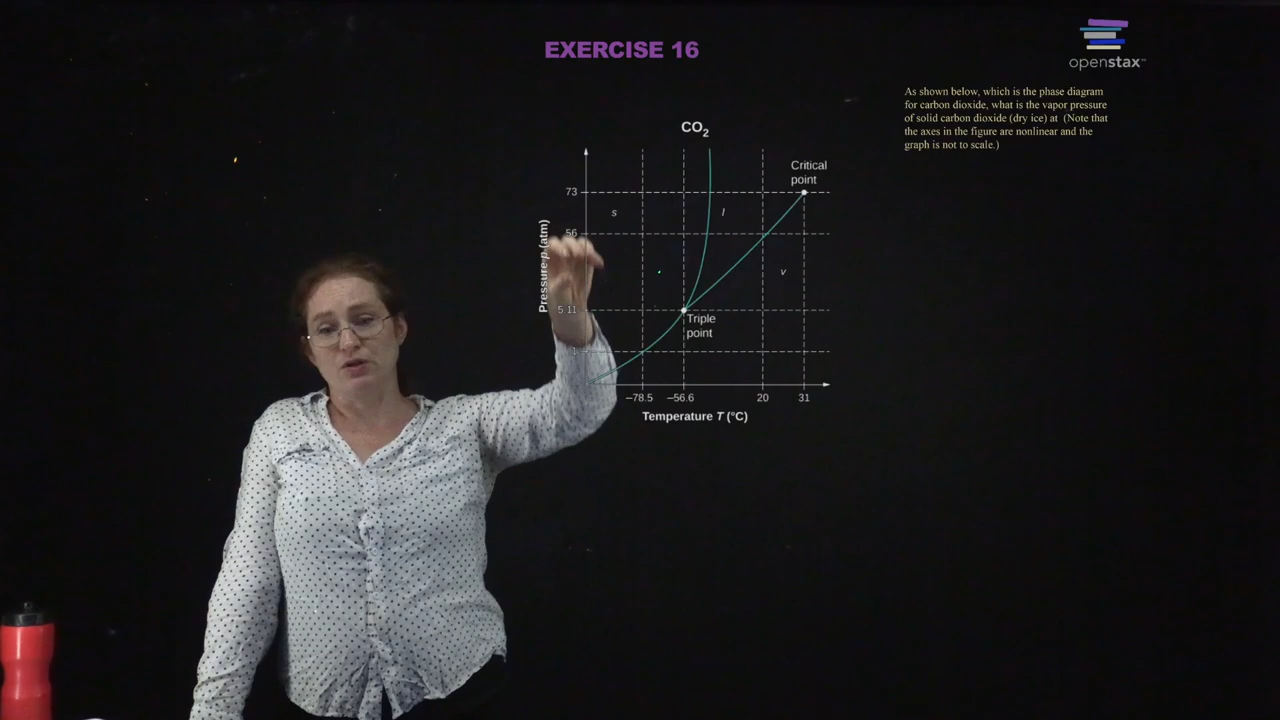 EXERCISE 16
openstax™
As shown below, which is the phase diagram
for carbon dioxide, what is the vapor pressure
of solid carbon dioxide (dry ice) at (Note that
the axes in the figure are nonlinear and the
graph is not to scale.)
CO₂
Critical
point
73
s
l
56
Pressure p (atm)
v
5.11
Triple
point
1
−78.5 −56.6 20 31
Temperature T (°C)